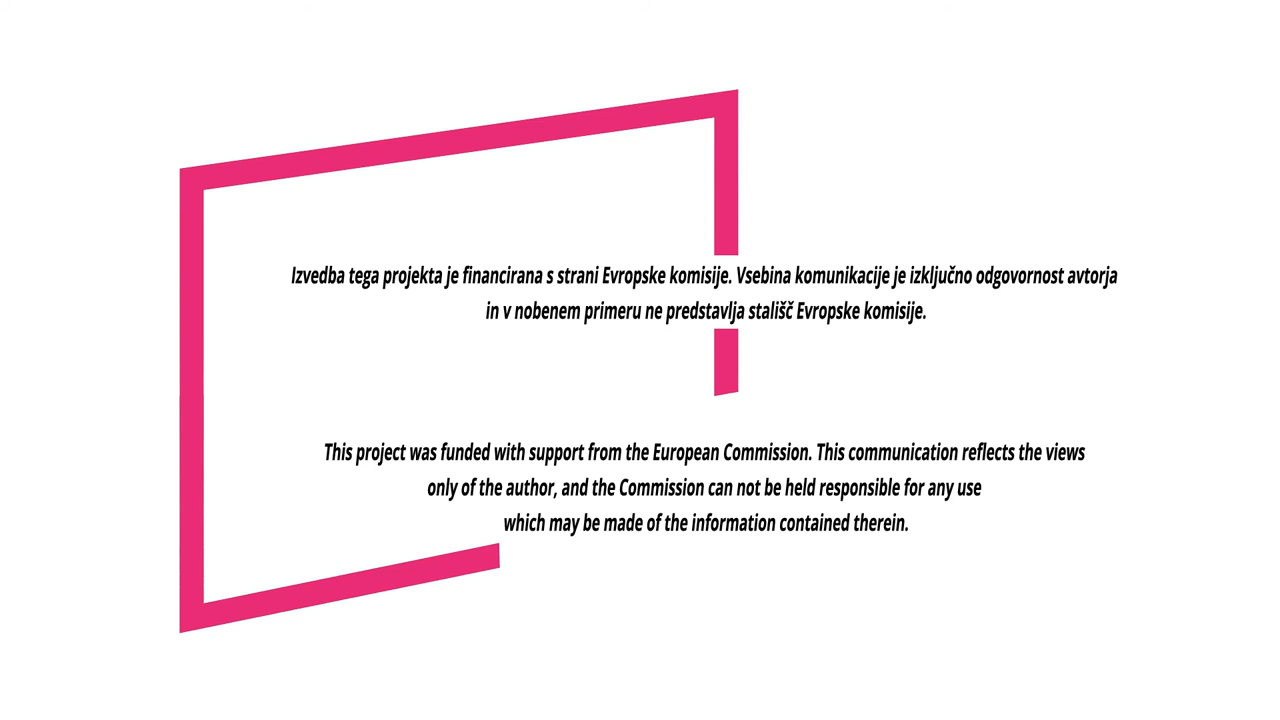 Izvedba tega projekta je financirana s strani Evropske komisije. Vsebina komunikacije je izključno odgovornost avtorja
in v nobenem primeru ne predstavlja stališč Evropske komisije.
This project was funded with support from the European Commission. This communication reflects the views
only of the author, and the Commission can not be held responsible for any use
which may be made of the information contained therein.